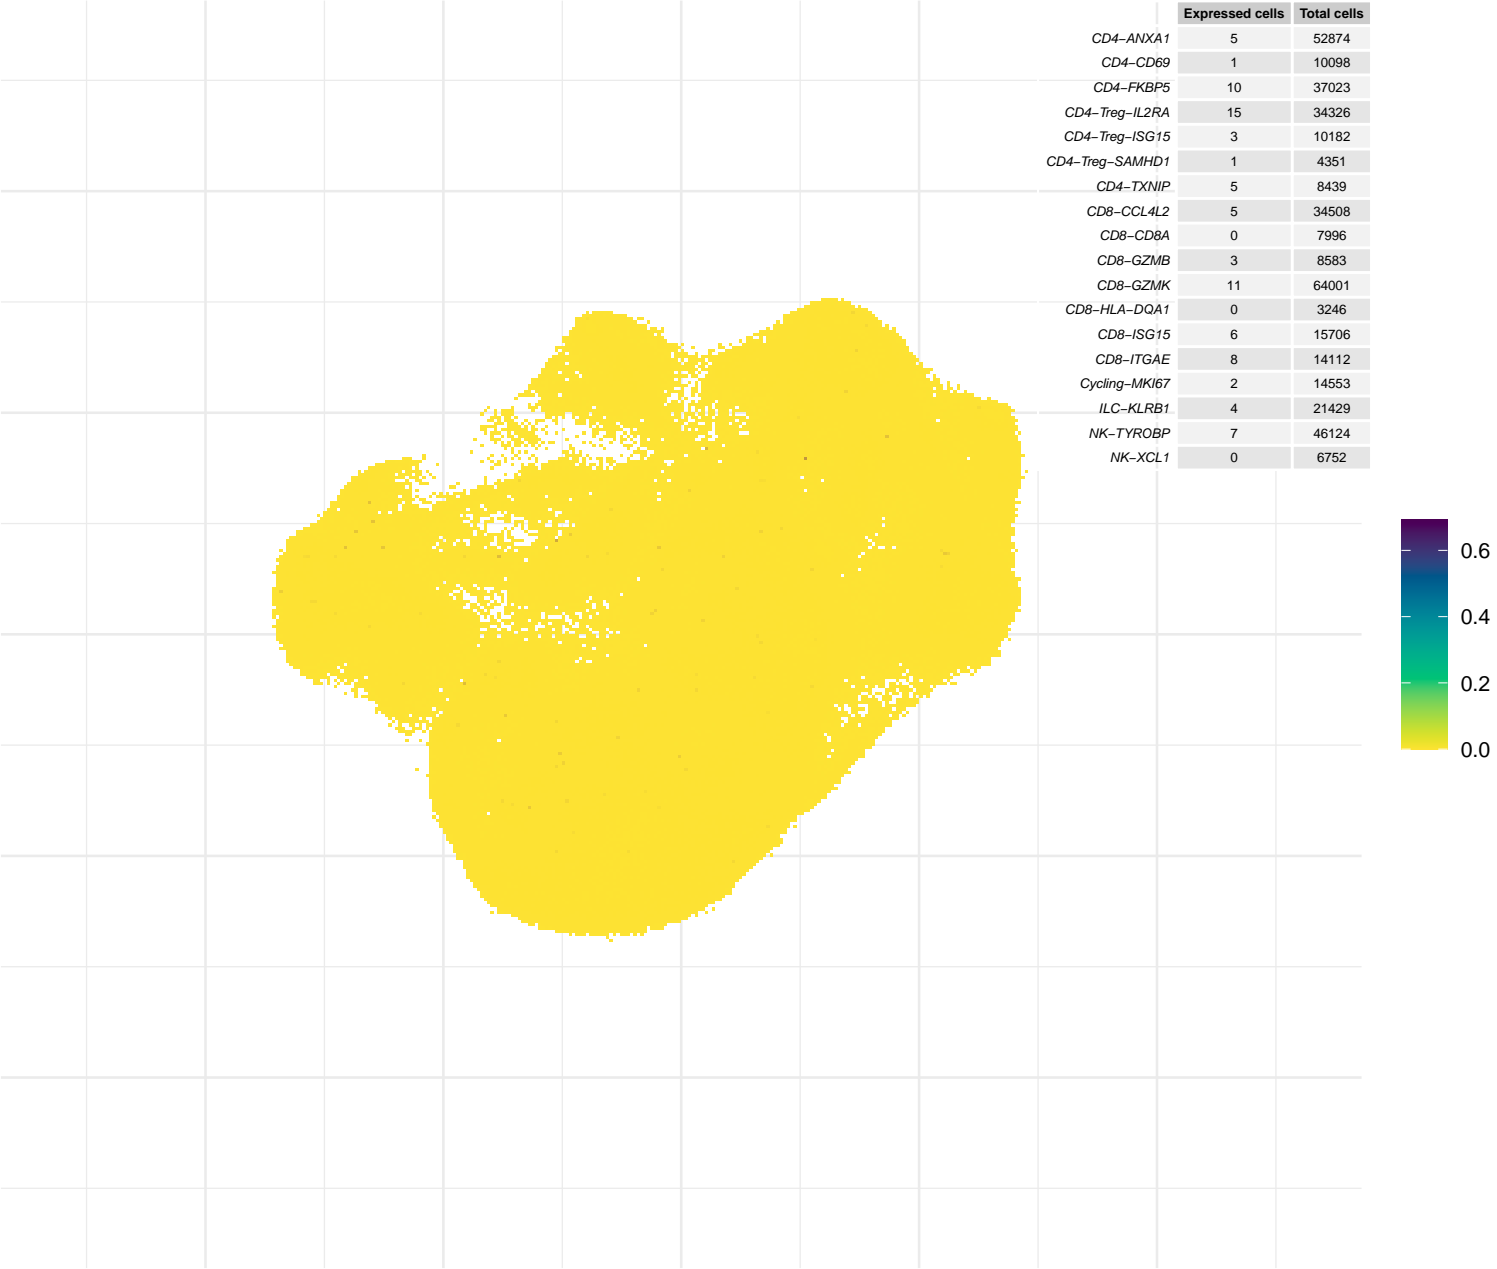 Expressed cells Total cells
CD4−ANXA1 5 52874
CD4−CD69 1 10098
CD4−FKBP5 10 37023
CD4−Treg−IL2RA 15 34326
CD4−Treg−ISG15 3 10182
CD4−Treg−SAMHD1 1 4351
CD4−TXNIP 5 8439
CD8−CCL4L2 5 34508
CD8−CD8A 0 7996
CD8−GZMB 3 8583
CD8−GZMK 11 64001
CD8−HLA−DQA1 0 3246
CD8−ISG15 6 15706
CD8−ITGAE 8 14112
Cycling−MKI67 2 14553
ILC−KLRB1 4 21429
NK−TYROBP 7 46124
NK−XCL1 0 6752
0.6
0.4
0.2
0.0